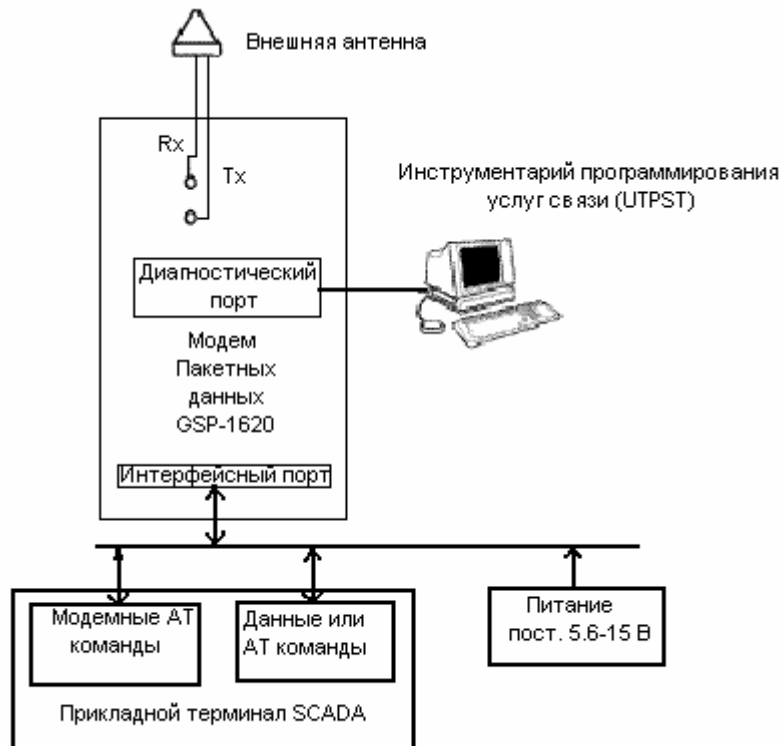 Внешняя антенна
Rx
Tx
Инструментарий программирования
услуг связи (UTPST)
Диагностический
порт
Модем
Пакетных
данных
GSP-1620
Интерфейсный порт
Модемные АТ
команды
Данные или
АТ команды
Питание
пост. 5.6-15 В
Прикладной терминал SCADA